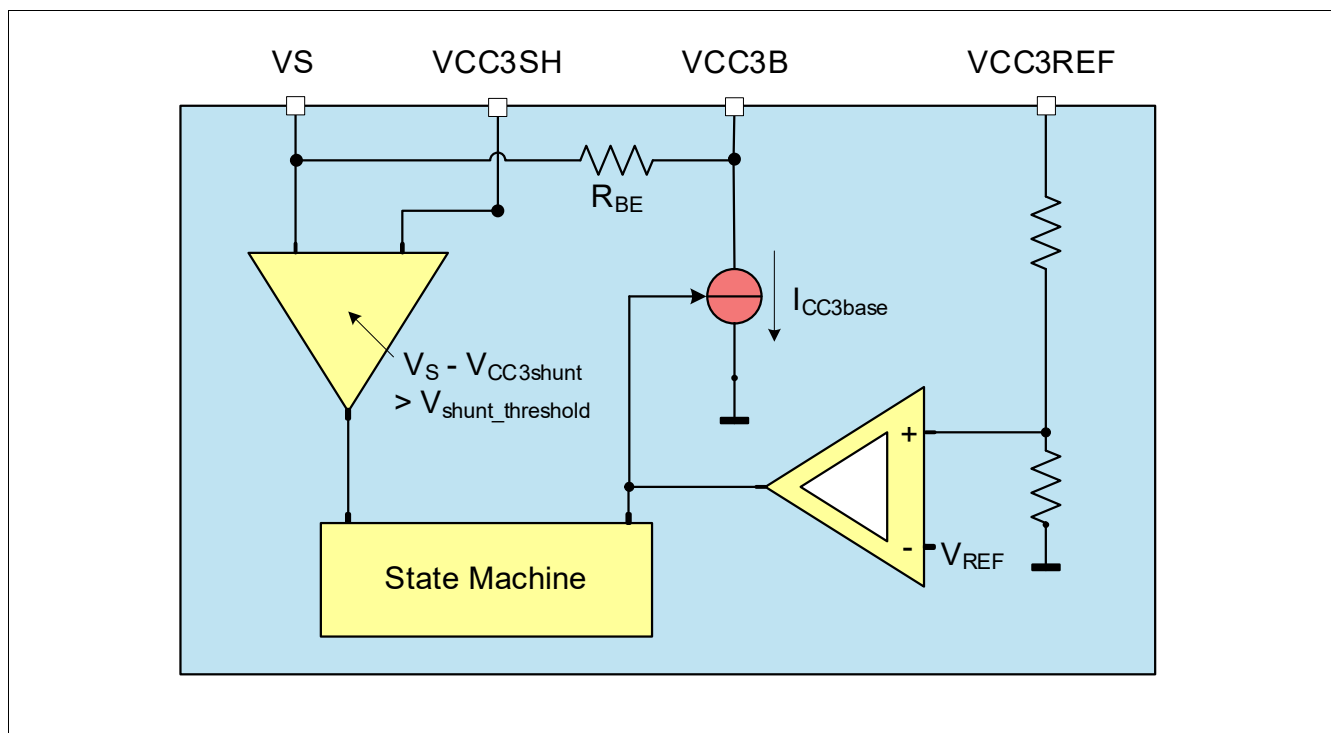 VS VCC3SH VCC3B VCC3REF
RBE
ICC3base
VS - VCC3shunt
> Vshunt_threshold
+
- VREF
State Machine